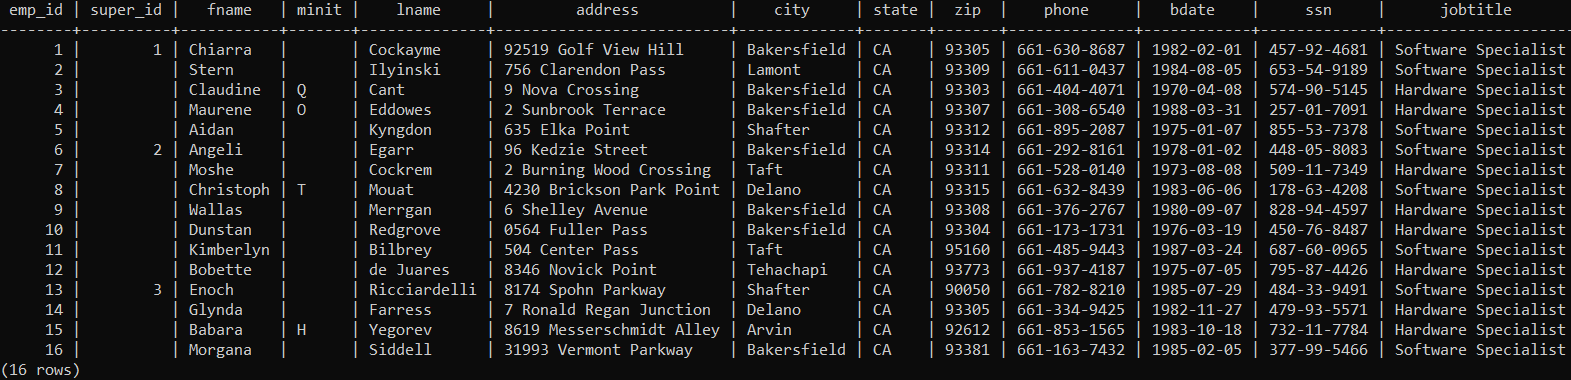 emp_id | super_id | fname | minit | lname | address | city | state | zip | phone | bdate | ssn | jobtitle
1 | 1 | Chiarra | | Cockayme | 92519 Golf View Hill | Bakersfield | CA | 93305 | 661-630-8687 | 1982-02-01 | 457-92-4681 | Software Specialist
2 | | Stern | | Ilyinski | 756 Clarendon Pass | Lamont | CA | 93309 | 661-611-0437 | 1984-08-05 | 653-54-9189 | Software Specialist
3 | | Claudine | Q | Cant | 9 Nova Crossing | Bakersfield | CA | 93303 | 661-404-4071 | 1970-04-08 | 574-90-5145 | Hardware Specialist
4 | | Maurene | O | Eddowes | 2 Sunbrook Terrace | Bakersfield | CA | 93307 | 661-308-6540 | 1988-03-31 | 257-01-7091 | Hardware Specialist
5 | | Aidan | | Kyngdon | 635 Elka Point | Shafter | CA | 93312 | 661-895-2087 | 1975-01-07 | 855-53-7378 | Software Specialist
6 | 2 | Angeli | | Egarr | 96 Kedzie Street | Bakersfield | CA | 93314 | 661-292-8161 | 1978-01-02 | 448-05-8083 | Software Specialist
7 | | Moshe | | Cockrem | 2 Burning Wood Crossing | Taft | CA | 93311 | 661-528-0140 | 1973-08-08 | 509-11-7349 | Hardware Specialist
8 | | Christoph | T | Mouat | 4230 Brickson Park Point | Delano | CA | 93315 | 661-632-8439 | 1983-06-06 | 178-63-4208 | Software Specialist
9 | | Wallas | | Merrgan | 6 Shelley Avenue | Bakersfield | CA | 93308 | 661-376-2767 | 1980-09-07 | 828-94-4597 | Hardware Specialist
10 | | Dunstan | | Redgrove | 0564 Fuller Pass | Bakersfield | CA | 93304 | 661-173-1731 | 1976-03-19 | 450-76-8487 | Hardware Specialist
11 | | Kimberlyn | | Bilbrey | 504 Center Pass | Taft | CA | 95160 | 661-485-9443 | 1987-03-24 | 687-60-0965 | Software Specialist
12 | | Bobette | | de Juares | 8346 Novick Point | Tehachapi | CA | 93773 | 661-937-4187 | 1975-07-05 | 795-87-4426 | Hardware Specialist
13 | 3 | Enoch | | Ricciardelli | 8174 Spohn Parkway | Shafter | CA | 90050 | 661-782-8210 | 1985-07-29 | 484-33-9491 | Software Specialist
14 | | Glynda | | Farress | 7 Ronald Regan Junction | Delano | CA | 93305 | 661-334-9425 | 1982-11-27 | 479-93-5571 | Hardware Specialist
15 | | Babara | H | Yegorev | 8619 Messerschmidt Alley | Arvin | CA | 92612 | 661-853-1565 | 1983-10-18 | 732-11-7784 | Hardware Specialist
16 | | Morgana | | Siddell | 31993 Vermont Parkway | Bakersfield | CA | 93381 | 661-163-7432 | 1985-02-05 | 377-99-5466 | Software Specialist
(16 rows)